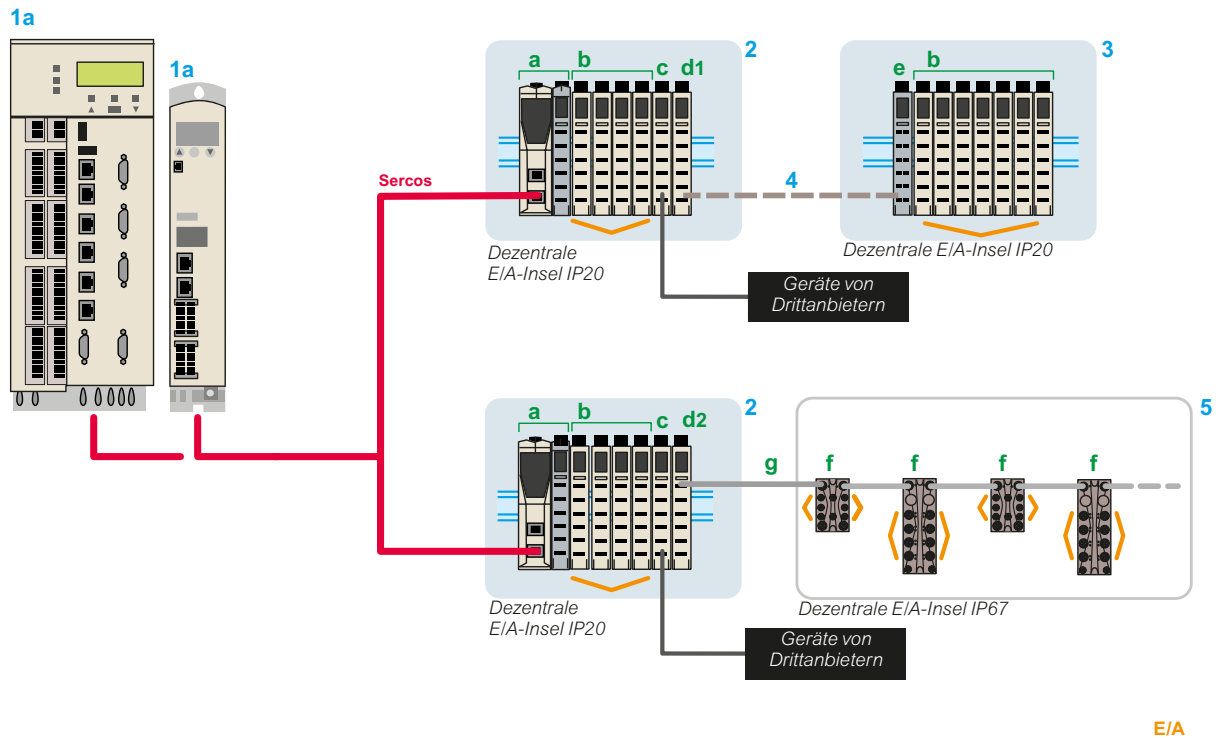 1a
1a
Sercos
2
a b c d1
3
e b
4
Dezentrale
E/A-Insel IP20
Dezentrale E/A-Insel IP20
Geräte von
Drittanbietern
2
a b c d2
5
g f f f f
Dezentrale
E/A-Insel IP20
Dezentrale E/A-Insel IP67
Geräte von
Drittanbietern
E/A